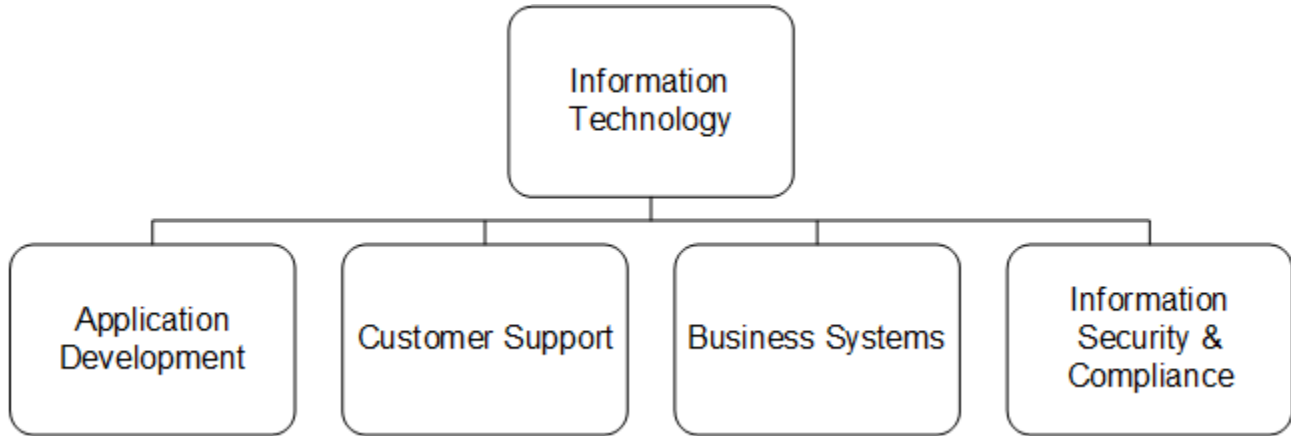 Information
Technology
Application
Development
Customer Support
Business Systems
Information
Security &
Compliance